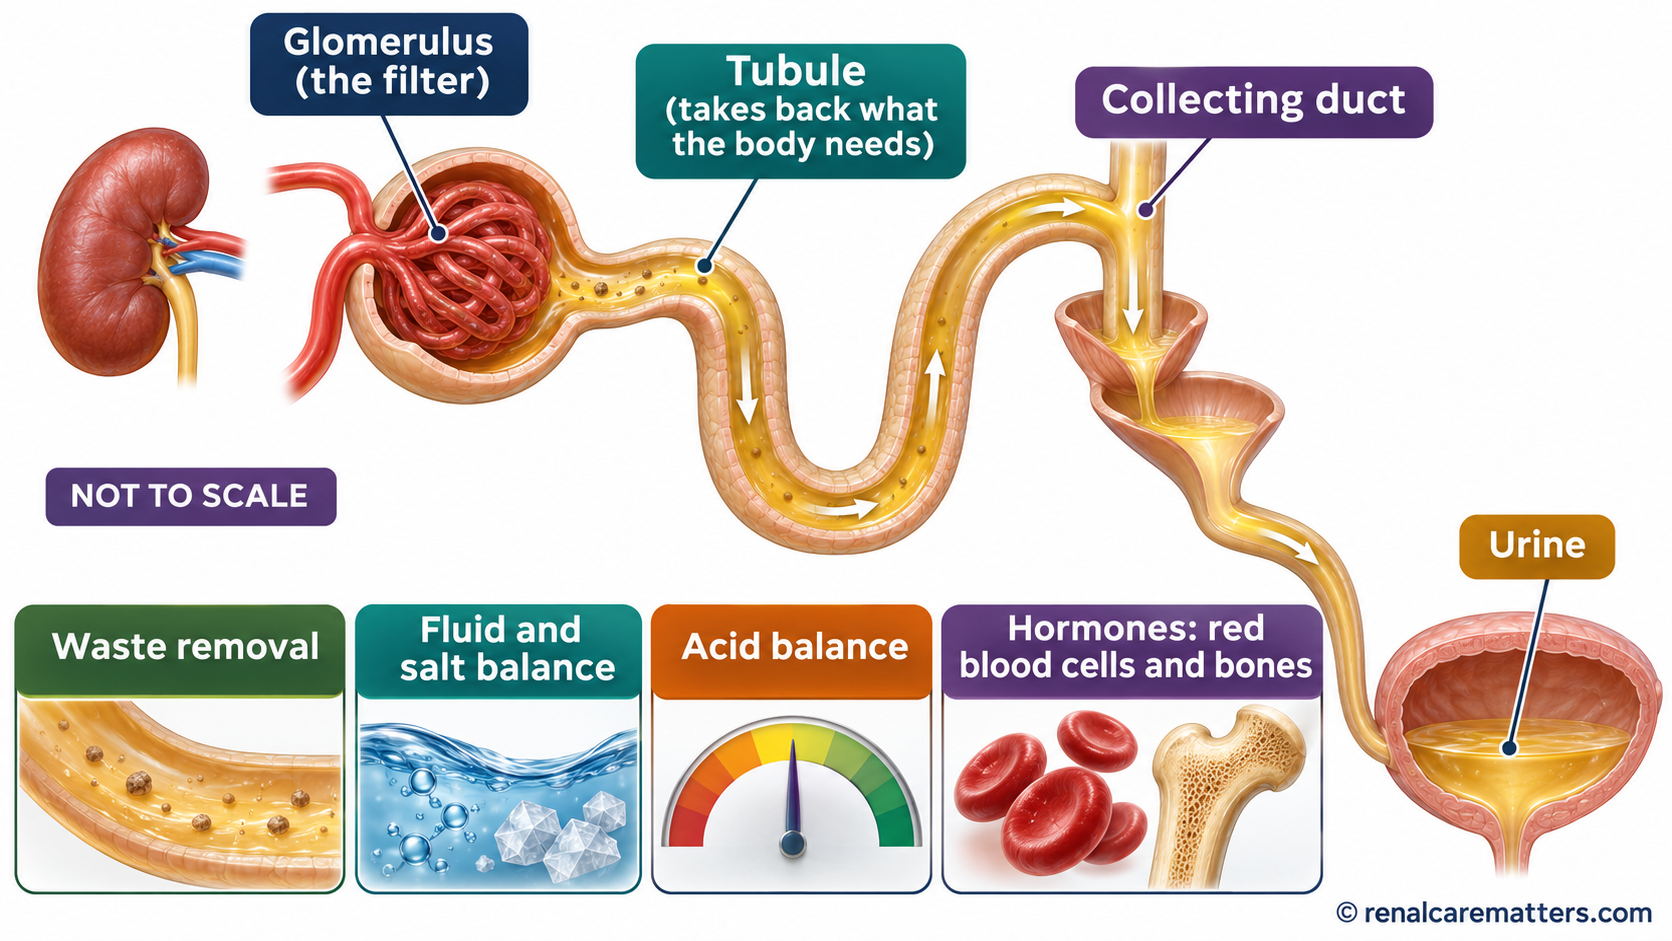 Glomerulus
(the filter)
Tubule
(takes back what
the body needs)
Collecting duct
NOT TO SCALE
Urine
Waste removal
Fluid and
salt balance
Acid balance
Hormones: red
blood cells and bones
© renalcarematters.com